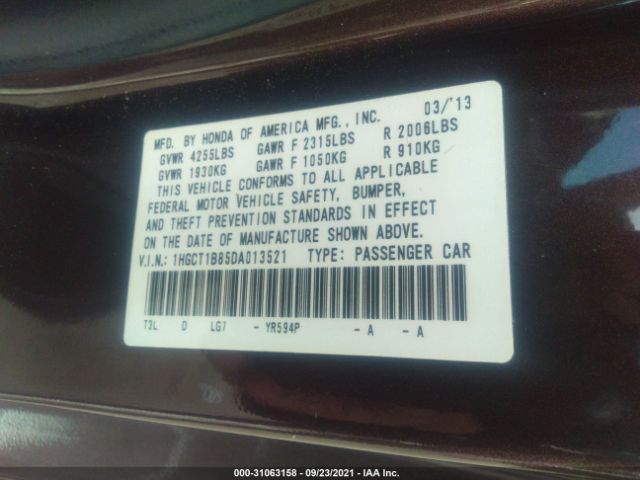 03/'13
MFD. BY HONDA OF AMERICA MFG., INC.
GVWR 4255LBS GAWR F 2315LBS R 2006LBS
GVWR 1930KG GAWR F 1050KG R 910KG
THIS VEHICLE CONFORMS TO ALL APPLICABLE
FEDERAL MOTOR VEHICLE SAFETY, BUMPER,
AND THEFT PREVENTION STANDARDS IN EFFECT
ON THE DATE OF MANUFACTURE SHOWN ABOVE.
V.I.N.: 1HGCT1B85DA013521 TYPE: PASSENGER CAR
T3L D LG7 - YR594P - A - A
000-31063158 - 09/23/2021 - IAA Inc.